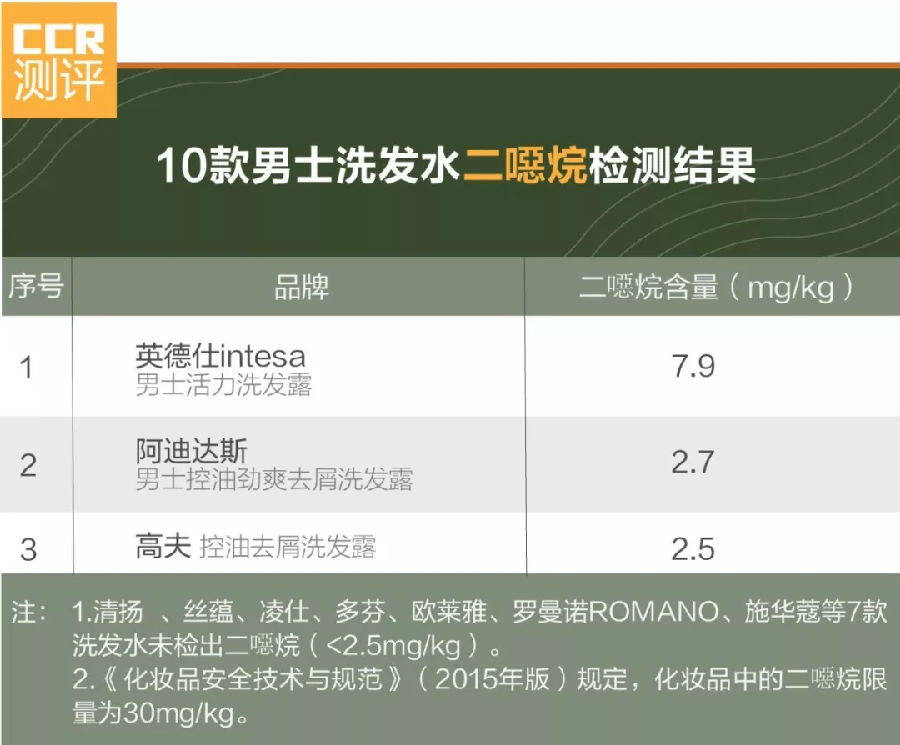 CCR
测评
10款男士洗发水二噁烷检测结果
序号 品牌 二噁烷含量（mg/kg）
1 英德仕intesa 7.9
男士活力洗发露
2 阿迪达斯 2.7
男士控油劲爽去屑洗发露
3 高夫 控油去屑洗发露 2.5
注： 1.清扬 、丝蕴、凌仕、多芬、欧莱雅、罗曼诺ROMANO、施华蔻等7款
洗发水未检出二噁烷（<2.5mg/kg）。
2.《化妆品安全技术与规范》（2015年版）规定，化妆品中的二噁烷限
量为30mg/kg。